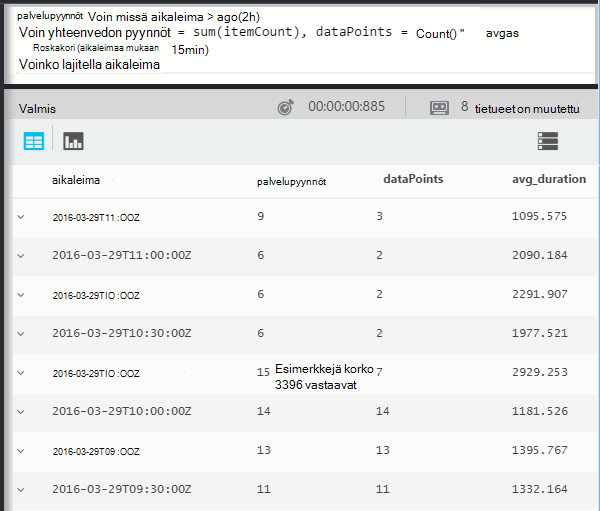 palvelupyynnöt Voin missä aikaleima > ago(2h)
Voin yhteenvedon pyynnöt = sum(itemCount), dataPoints = Count() " avgas
Roskakori (aikaleimaa mukaan 15min)
Voinko lajitella aikaleima
Valmis 00:00:00:885 8 tietueet on muutettu
aikaleima palvelupyynnöt dataPoints avg_duration
2016-03-29T11 :OOZ 9 3 1095.575
2016-03-29T11:00:00Z 6 2 2090.184
2016-03-29TIO :OOZ 6 2 2291.907
2016-03-29T10:30:00Z 6 2 1977.521
2016-03-29TIO :OOZ 15 Esimerkkejä korko 7 2929.253
3396 vastaavat
2016-03-29T10:00:00Z 14 14 1181.526
2016-03-29T09 :OOZ 13 13 1395.767
2016-03-29T09:30:00Z 11 11 1332.164